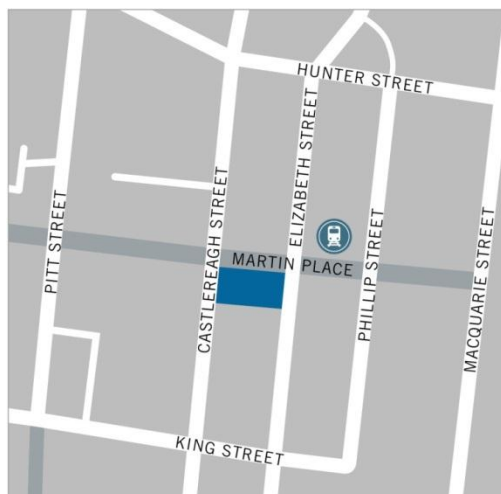 HUNTER STREET
ELIZABETH STREET
CASTLEREAGH STREET
PITT STREET
MARTIN PLACE
PHILLIP STREET
MACQUARIE STREET
KING STREET